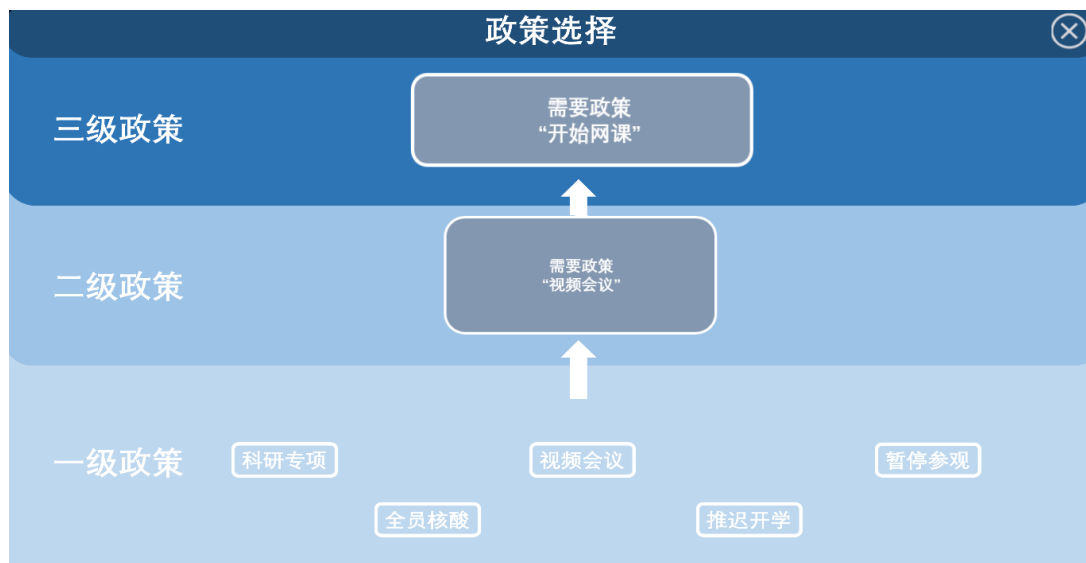 政策选择
三级政策
需要政策
“开始网课”
二级政策
需要政策
“视频会议”
一级政策
科研专项
视频会议
暂停参观
全员核酸
推迟开学